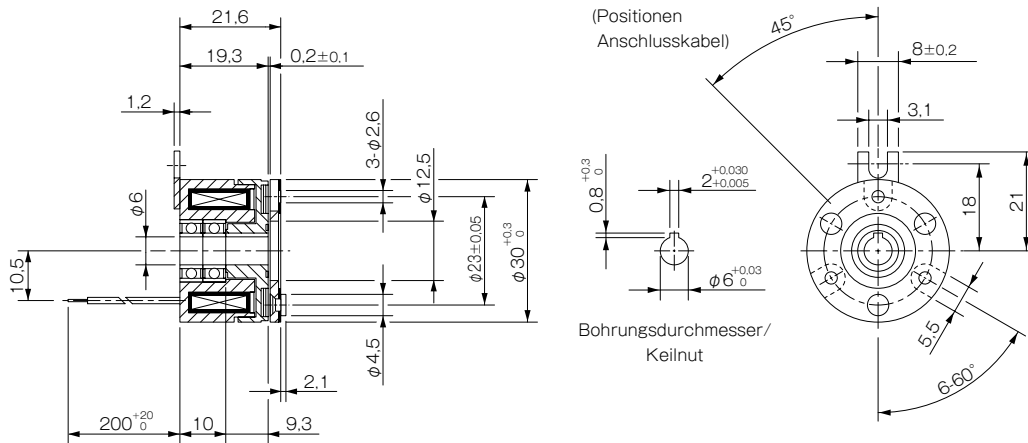 21,6
19,3
0,2±0,1
1,2
3-φ2,6
φ12,5
φ6
φ23±0,05
φ30 +0,3 0
10,5
φ4,5
2,1
200 +20 0
10
9,3
(Positionen
Anschlusskabel)
45°
8±0,2
3,1
0,8 +0,3 0
2 +0,030 +0,005
φ6 +0,03 0
Bohrungsdurchmesser/
Keilnut
18
21
5,5
6-60°